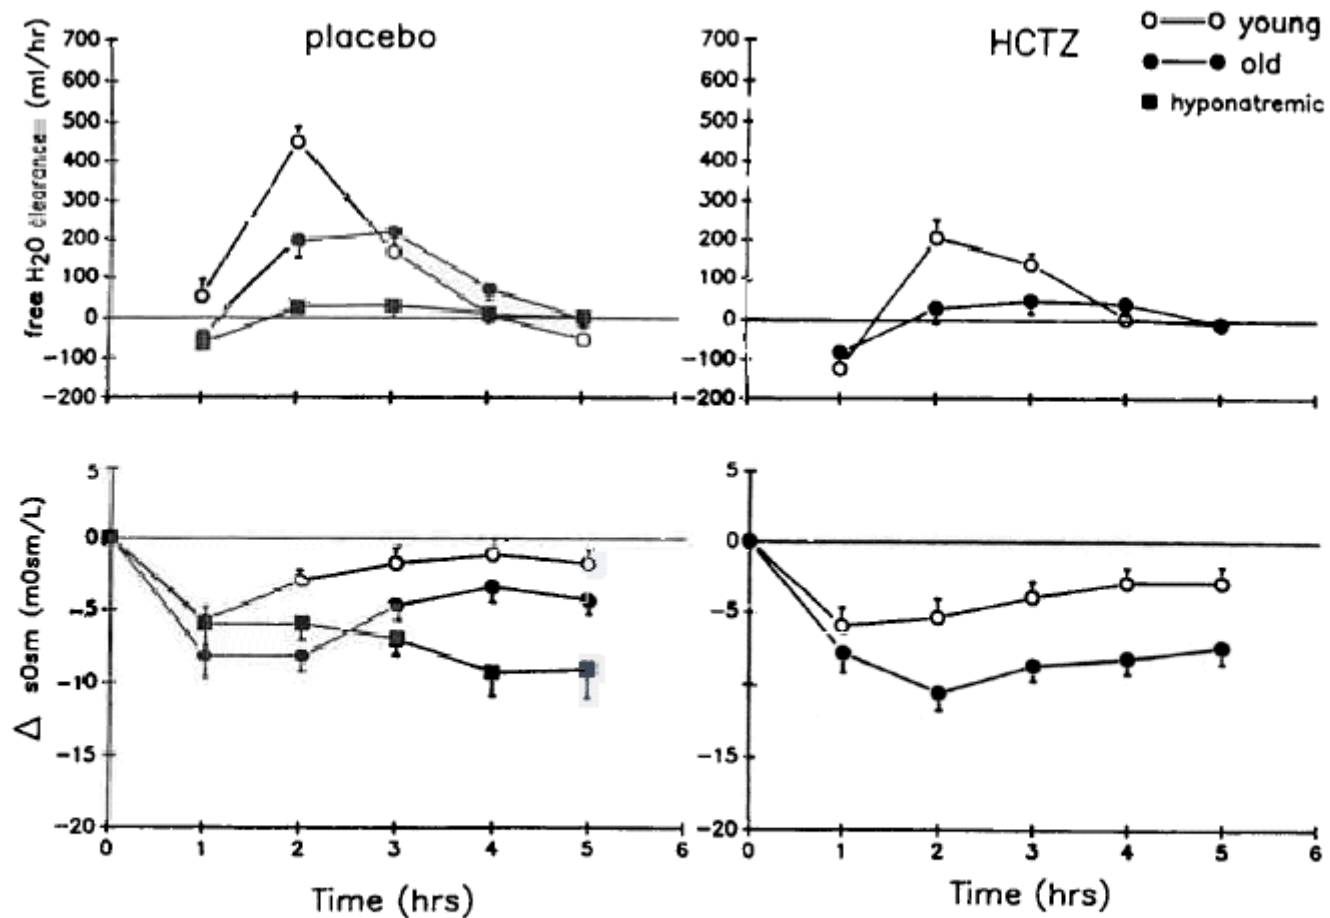 placebo
HCTZ
young
old
hyponatremic
free H2O clearance (ml/hr)
700
600
500
400
300
200
100
0
-100
-200
700
600
500
400
300
200
100
0
-100
-200
Δ sOsm (mOsm/L)
5
0
-5
-10
-15
-20
0 1 2 3 4 5 6
Time (hrs)
5
0
-5
-10
-15
-20
0 1 2 3 4 5 6
Time (hrs)